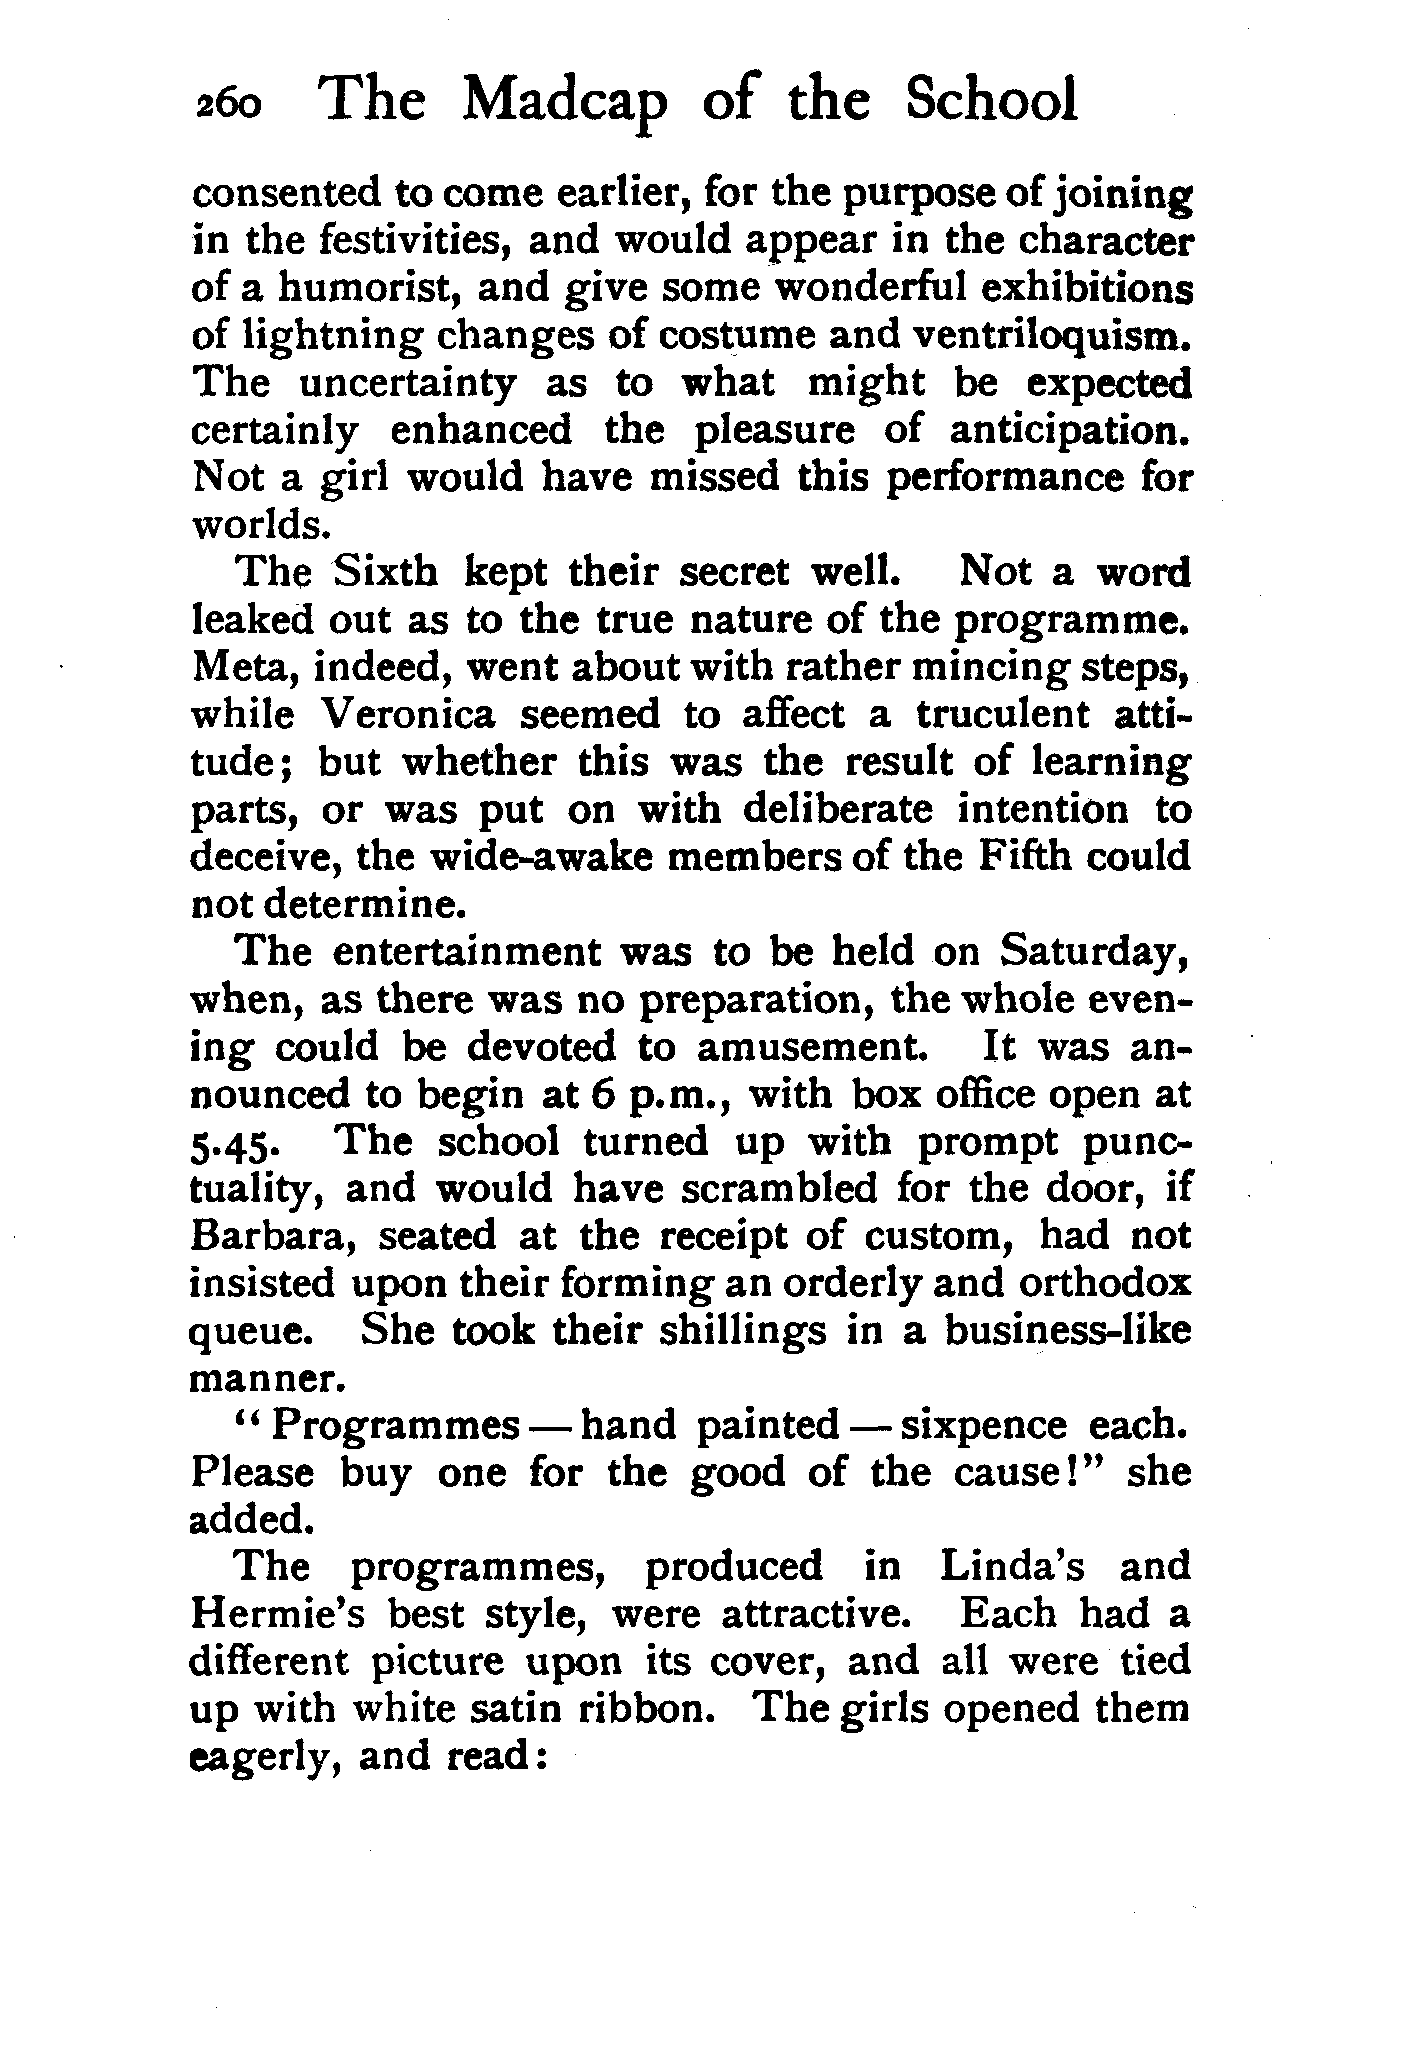 260 The Madcap of the School
consented to come earlier, for the purpose of joining
in the festivities, and would appear in the character
of a humorist, and give some wonderful exhibitions
of lightning changes of costume and ventriloquism.
The uncertainty as to what might be expected
certainly enhanced the pleasure of anticipation.
Not a girl would have missed this performance for
worlds.
The Sixth kept their secret well. Not a word
leaked out as to the true nature of the programme.
Meta, indeed, went about with rather mincing steps,
while Veronica seemed to affect a truculent atti-
tude; but whether this was the result of learning
parts, or was put on with deliberate intention to
deceive, the wide-awake members of the Fifth could
not determine.
The entertainment was to be held on Saturday,
when, as there was no preparation, the whole even-
ing could be devoted to amusement. It was an-
nounced to begin at 6 p.m., with box office open at
5.45. The school turned up with prompt punc-
tuality, and would have scrambled for the door, if
Barbara, seated at the receipt of custom, had not
insisted upon their forming an orderly and orthodox
queue. She took their shillings in a business-like
manner.
“Programmes—hand painted—sixpence each.
Please buy one for the good of the cause!” she
added.
The programmes, produced in Linda's and
Hermie's best style, were attractive. Each had a
different picture upon its cover, and all were tied
up with white satin ribbon. The girls opened them
eagerly, and read: